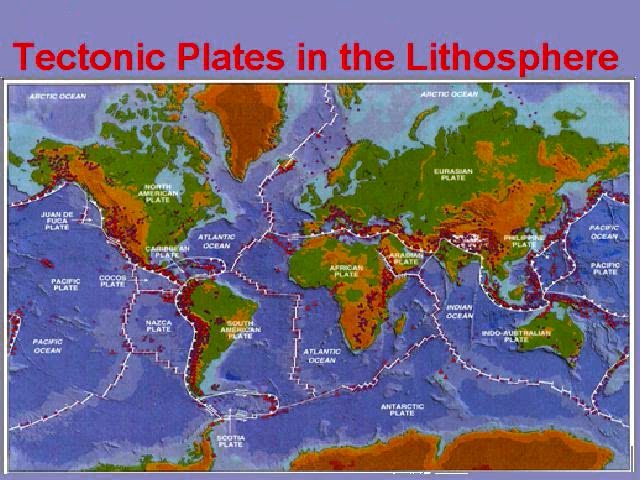 Tectonic Plates in the Lithosphere
ARCTIC OCEAN
ARCTIC OCEAN
EURASIAN
PLATE
NORTH
AMERICAN
PLATE
JUAN DE
FUCA
PLATE
ATLANTIC
OCEAN
PACIFIC
OCEAN
PHILIPPINE
PLATE
CARIBBEAN
PLATE
ARABIAN
PLATE
AFRICAN
PLATE
PACIFIC
PLATE
PACIFIC
PLATE
COCOS
PLATE
INDIAN
OCEAN
NAZCA
PLATE
SOUTH
AMERICAN
PLATE
INDO-AUSTRALIAN
PLATE
PACIFIC
OCEAN
ATLANTIC
OCEAN
ANTARCTIC
PLATE
SCOTIA
PLATE